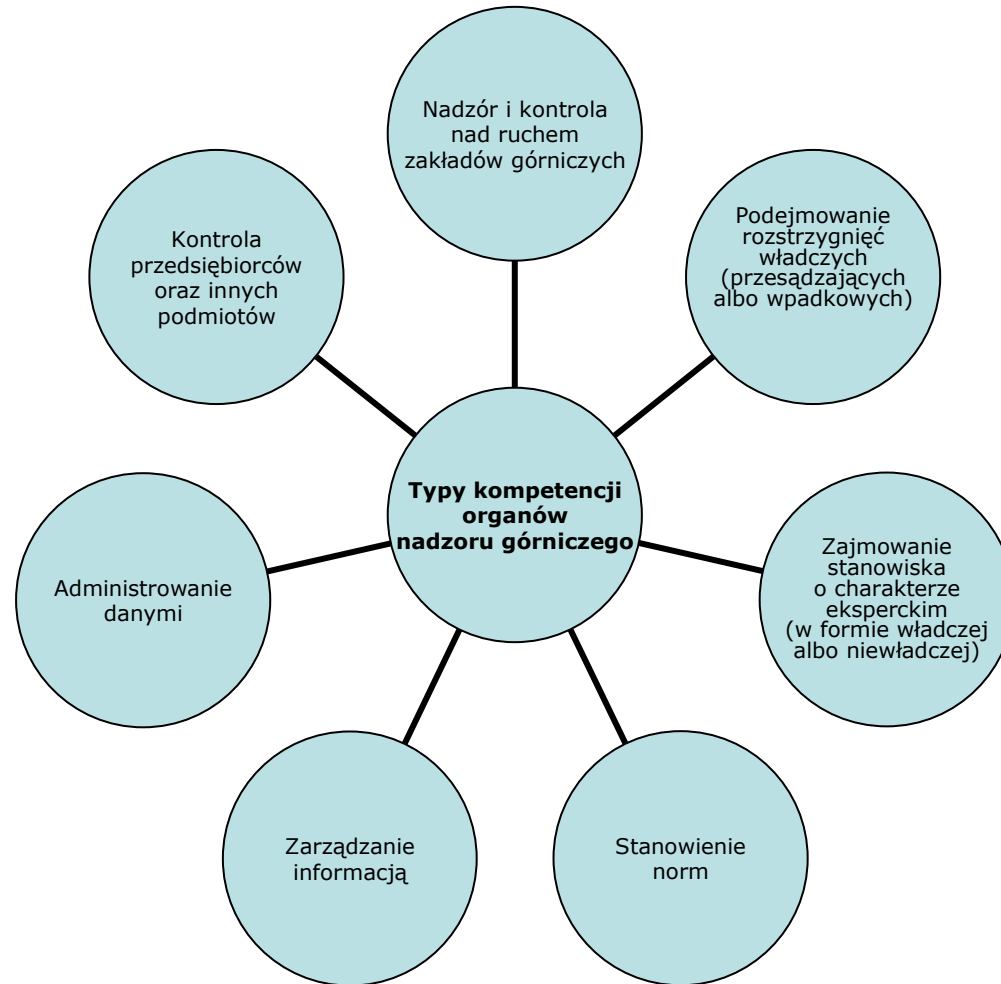 Nadzór i kontrola
nad ruchem
zakładów górniczych
Podejmowanie
rozstrzygnięć
władczych
(przesądzających
albo wpadkowych)
Kontrola
przedsiębiorców
oraz innych
podmiotów
Typy kompetencji
organów
nadzoru górniczego
Zajmowanie
stanowiska
o charakterze
eksperckim
(w formie władczej
albo niewładczej)
Administrowanie
danymi
Zarządzanie
informacją
Stanowienie
norm